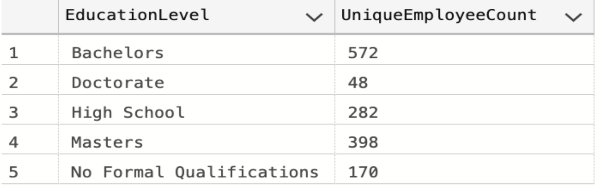 EducationLevel UniqueEmployeeCount
1 Bachelors 572
2 Doctorate 48
3 High School 282
4 Masters 398
5 No Formal Qualifications 170